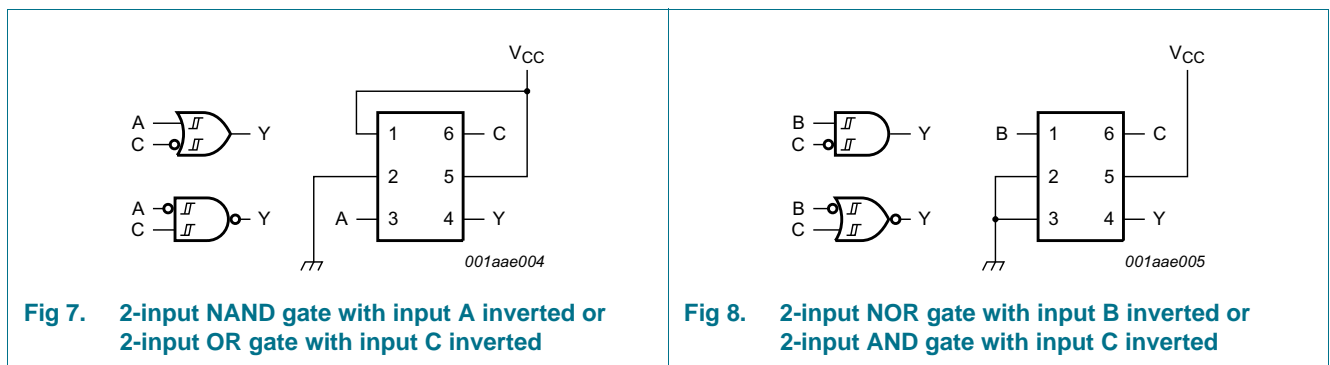 VCC
A
C
Y
A
C
Y
1 6 C
2 5
A 3 4 Y
001aae004
Fig 7. 2-input NAND gate with input A inverted or
2-input OR gate with input C inverted
VCC
B
C
Y
B
C
Y
B 1 6 C
2 5
3 4 Y
001aae005
Fig 8. 2-input NOR gate with input B inverted or
2-input AND gate with input C inverted